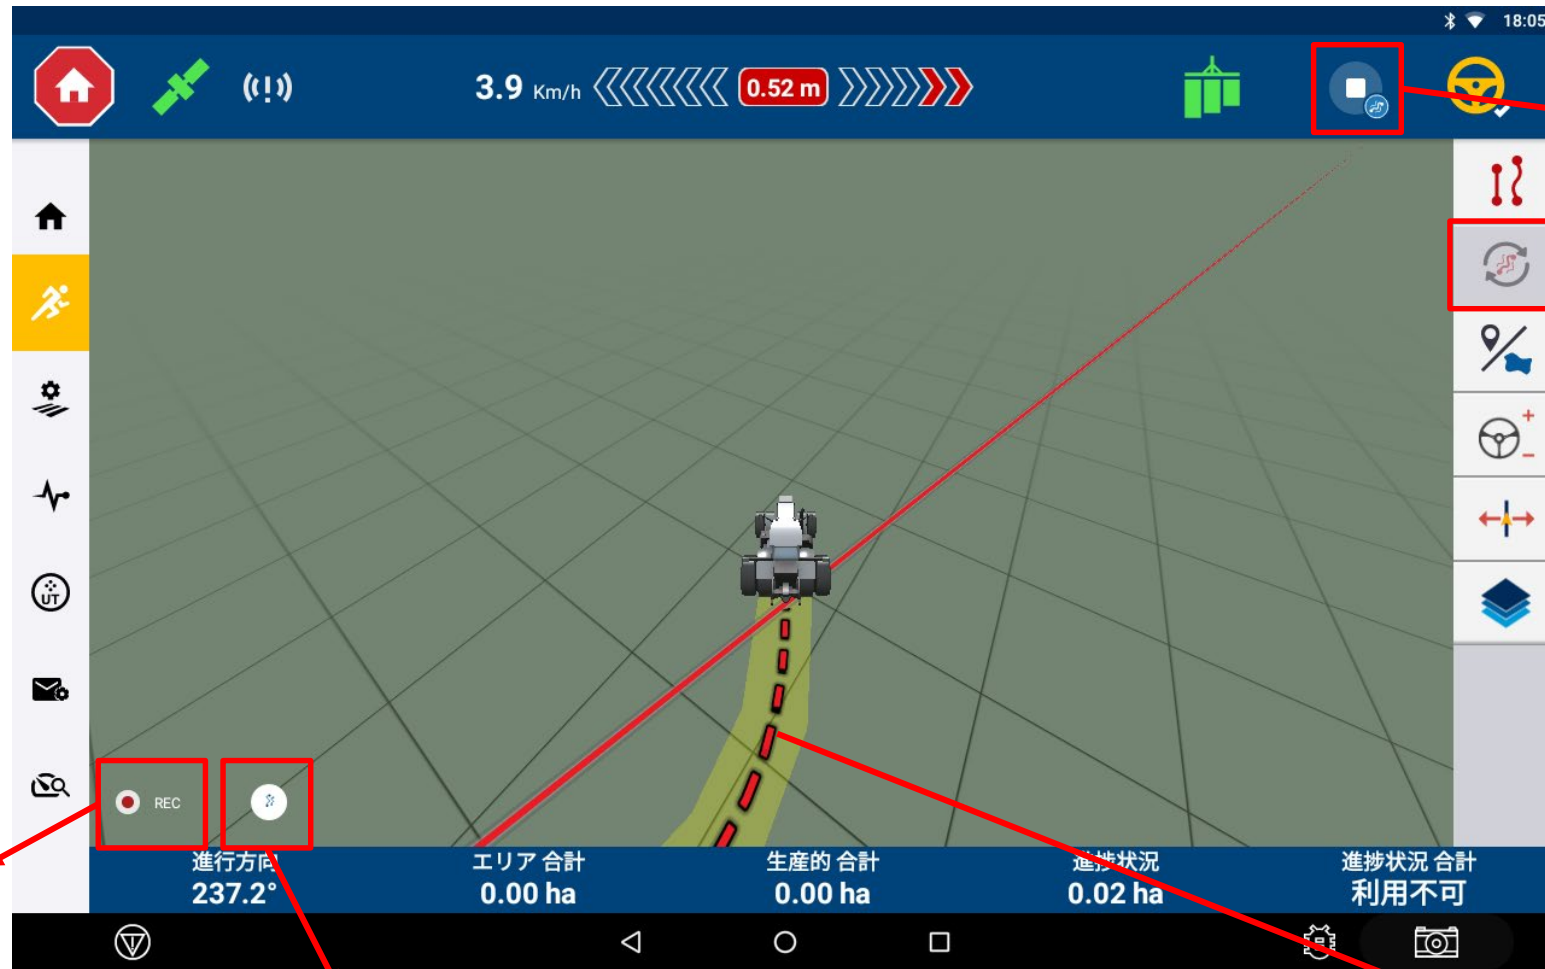 18:05
3.9 Km/h
0.52 m
UT
REC
進行方向
237.2°
エリア 合計
0.00 ha
生産的 合計
0.00 ha
進捗状況
0.02 ha
進捗状況 合計
利用不可